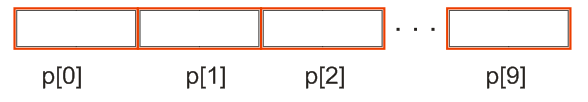 . . .
p[0] p[1] p[2] p[9]